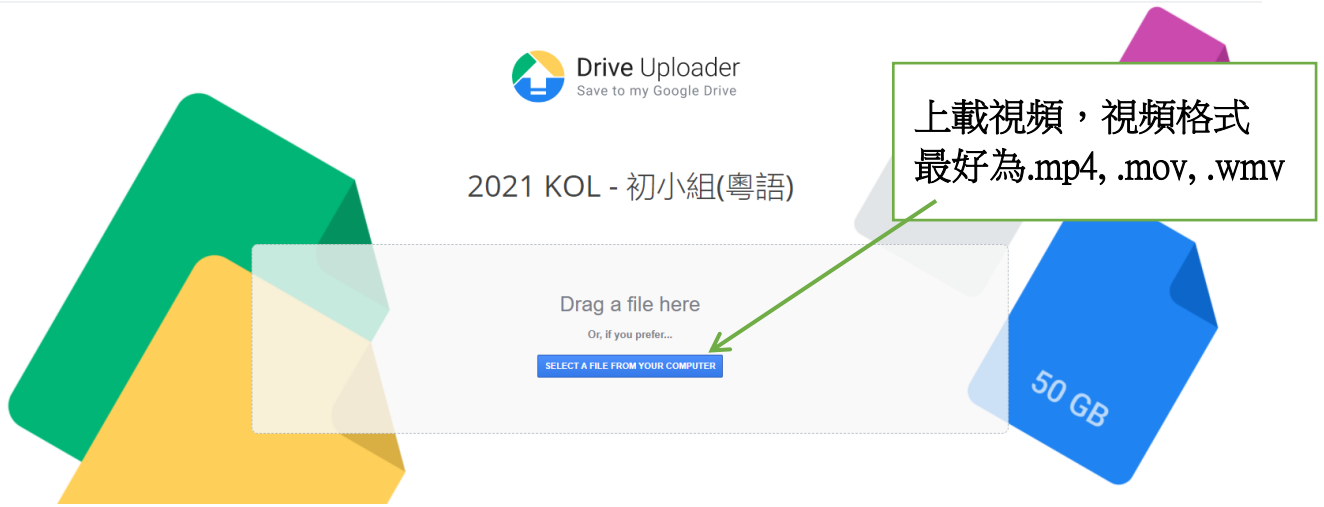 Drive Uploader
Save to my Google Drive
上載視頻，視頻格式
最好為.mp4, .mov, .wmv
2021 KOL - 初小組(粵語)
Drag a file here
Or, if you prefer...
SELECT A FILE FROM YOUR COMPUTER
50 GB